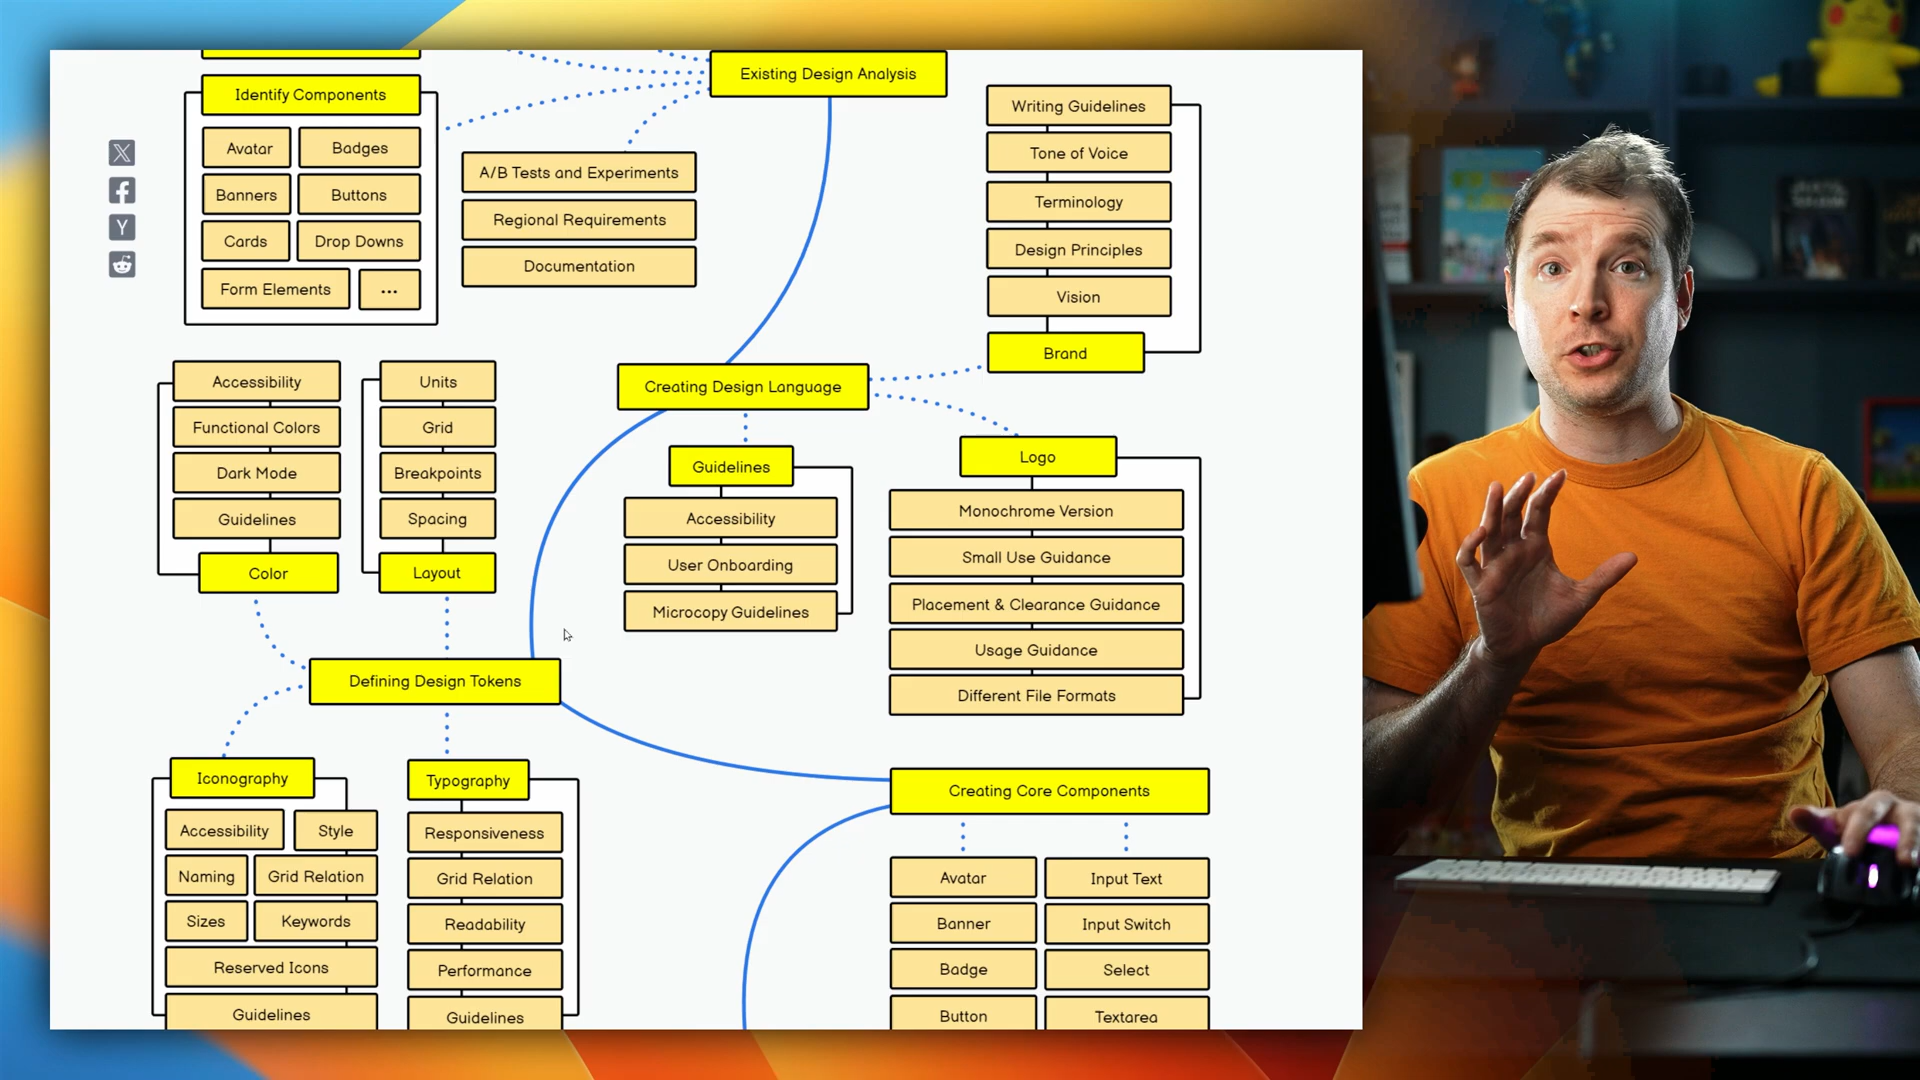 Existing Design Analysis
Identify Components
Avatar
Badges
Banners
Buttons
Cards
Drop Downs
Form Elements
...
A/B Tests and Experiments
Regional Requirements
Documentation
Writing Guidelines
Tone of Voice
Terminology
Design Principles
Vision
Brand
Creating Design Language
Accessibility
Functional Colors
Dark Mode
Guidelines
Color
Units
Grid
Breakpoints
Spacing
Layout
Guidelines
Accessibility
User Onboarding
Microcopy Guidelines
Logo
Monochrome Version
Small Use Guidance
Placement & Clearance Guidance
Usage Guidance
Different File Formats
Defining Design Tokens
Iconography
Accessibility
Style
Naming
Grid Relation
Sizes
Keywords
Reserved Icons
Guidelines
Typography
Responsiveness
Grid Relation
Readability
Performance
Guidelines
Creating Core Components
Avatar
Input Text
Banner
Input Switch
Badge
Select
Button
Textarea